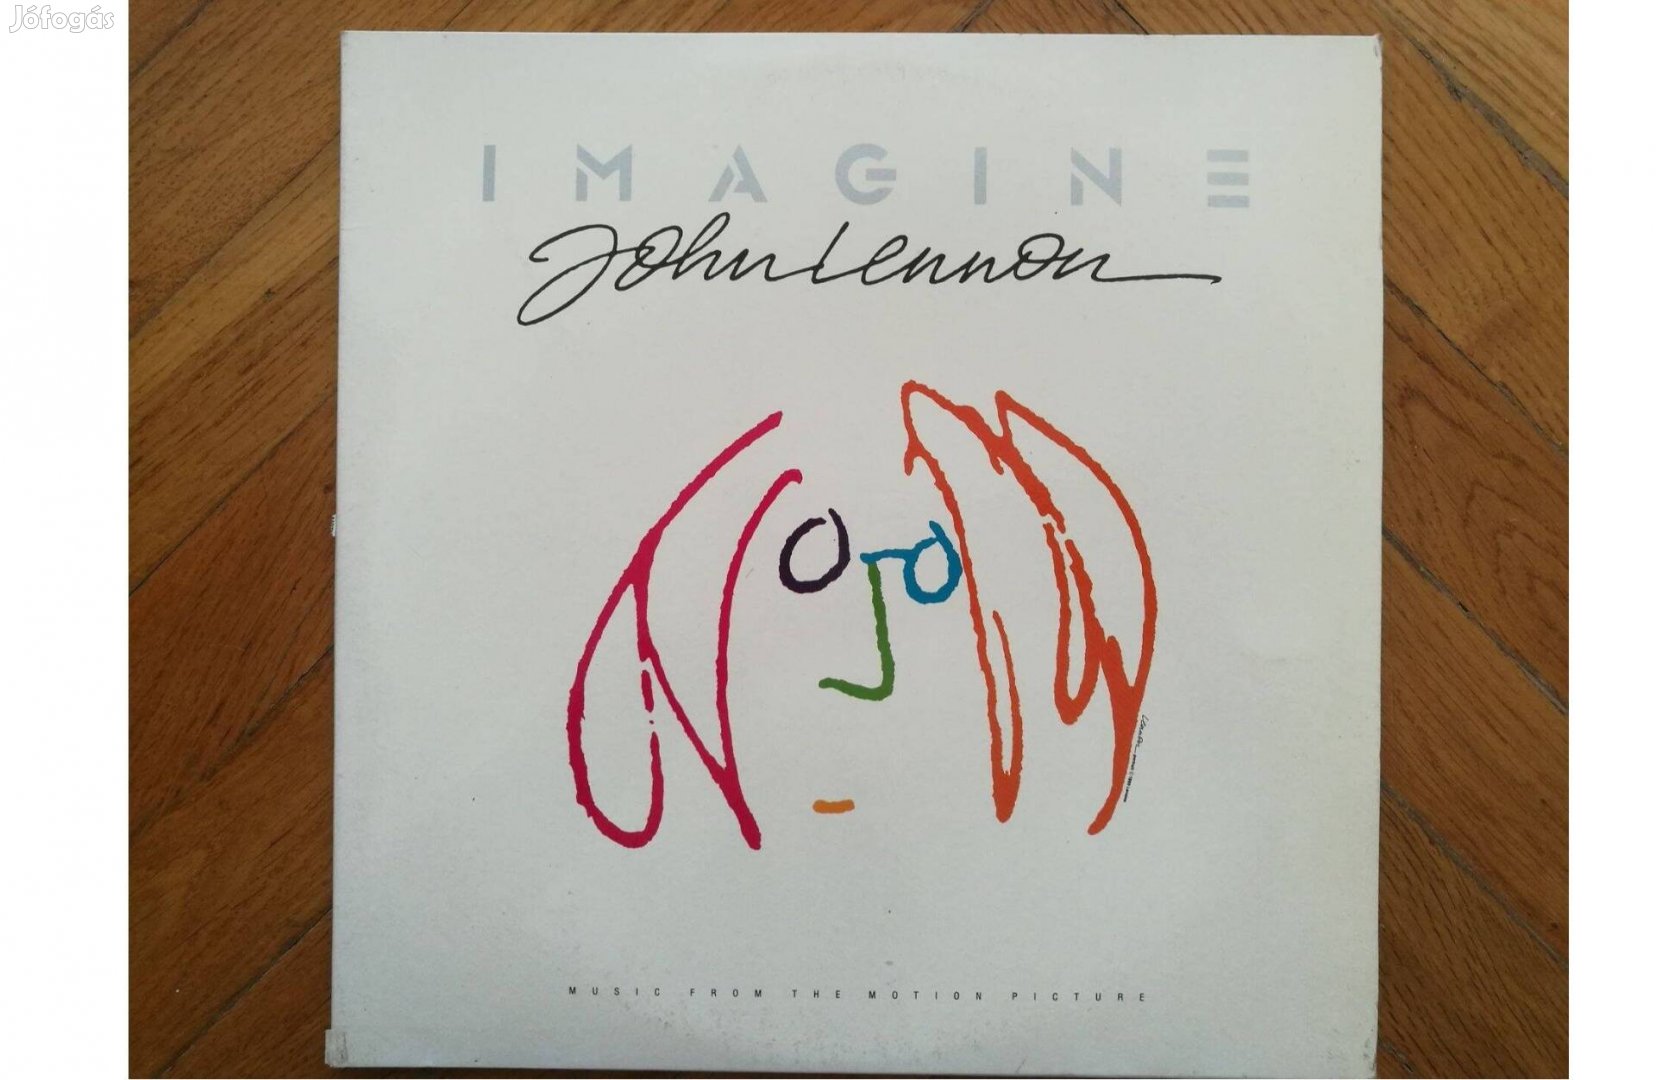 Jófogás
IMAGINE
John Lennon
MUSIC FROM THE MOTION PICTURE